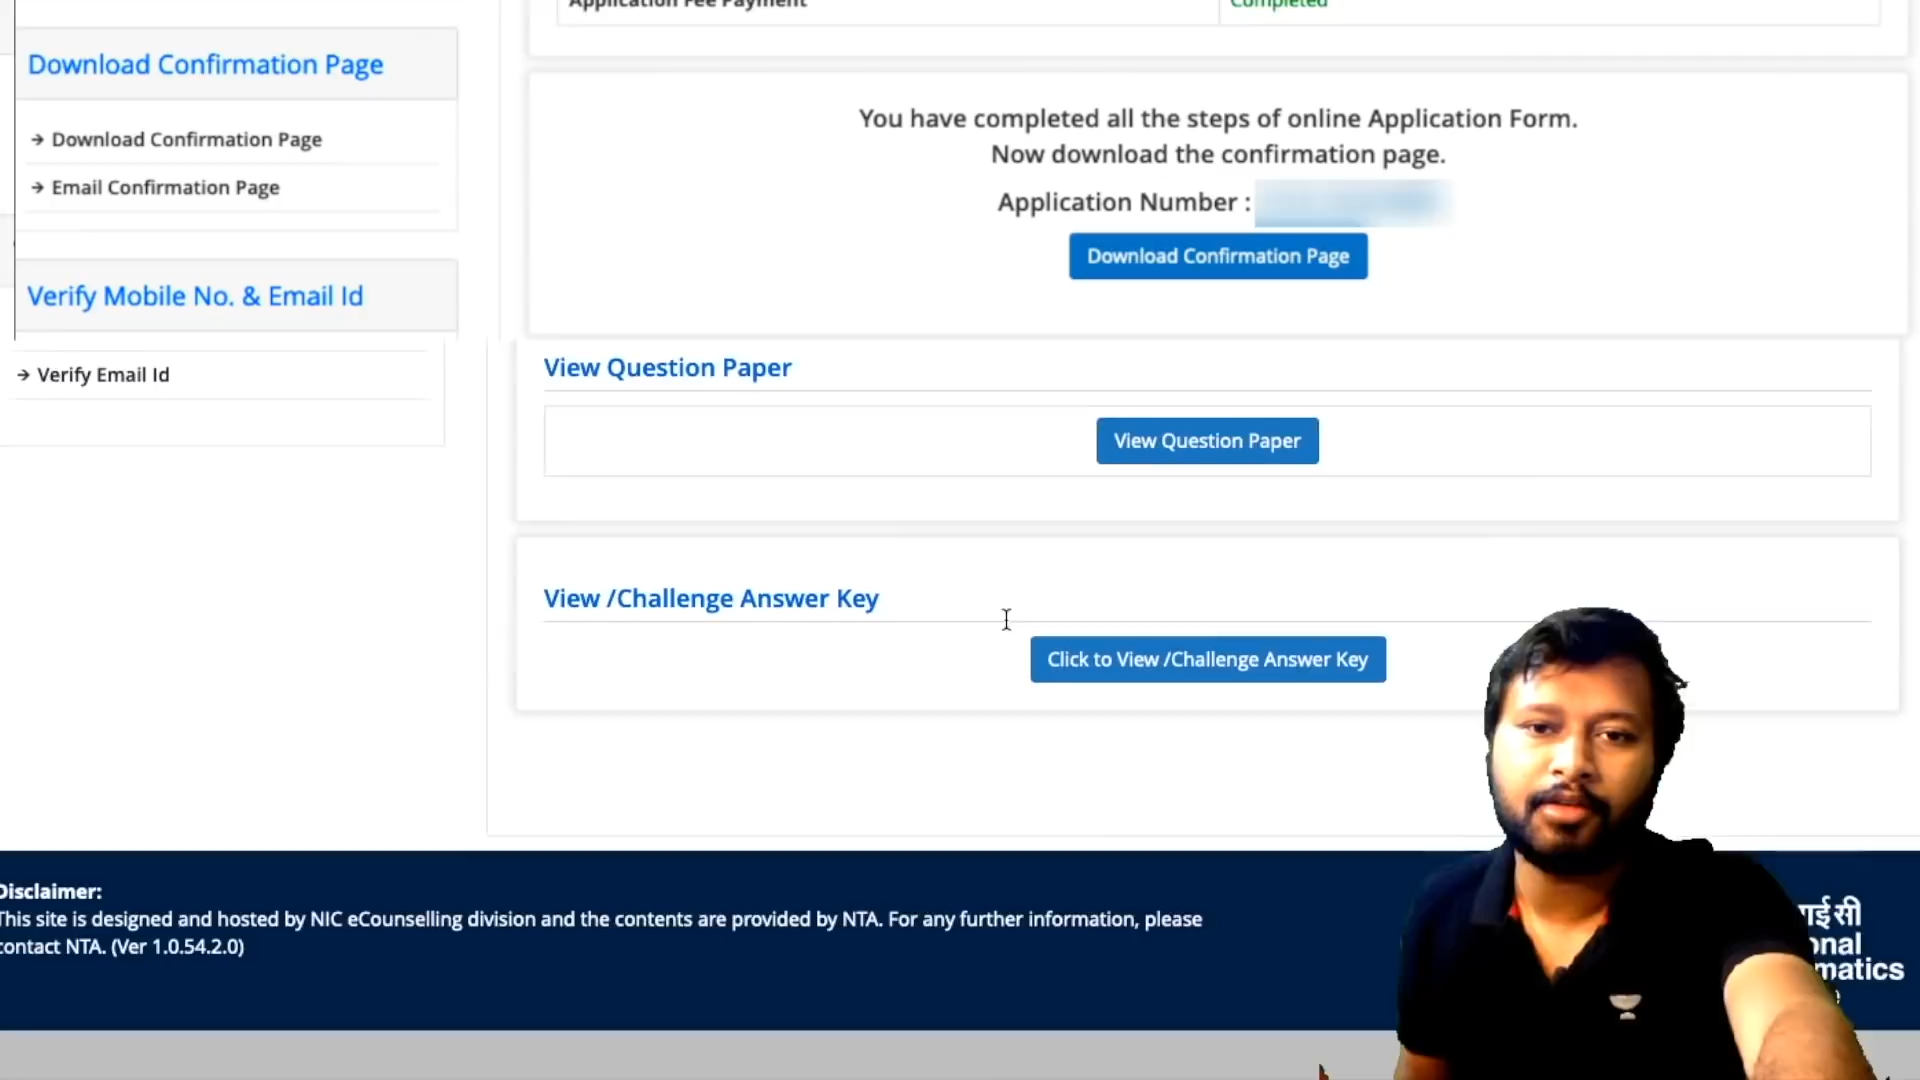 Application Fee Payment
Completed
Download Confirmation Page
→ Download Confirmation Page
→ Email Confirmation Page
Verify Mobile No. & Email Id
→ Verify Email Id
You have completed all the steps of online Application Form.
Now download the confirmation page.
Application Number :
Download Confirmation Page
View Question Paper
View Question Paper
View /Challenge Answer Key
Click to View /Challenge Answer Key
Disclaimer:
This site is designed and hosted by NIC eCounselling division and the contents are provided by NTA. For any further information, please
contact NTA. (Ver 1.0.54.2.0)